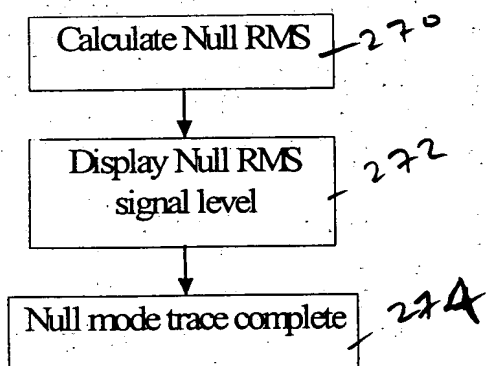 Calculate Null RMS
270
Display Null RMS
signal level
272
Null mode trace complete
274